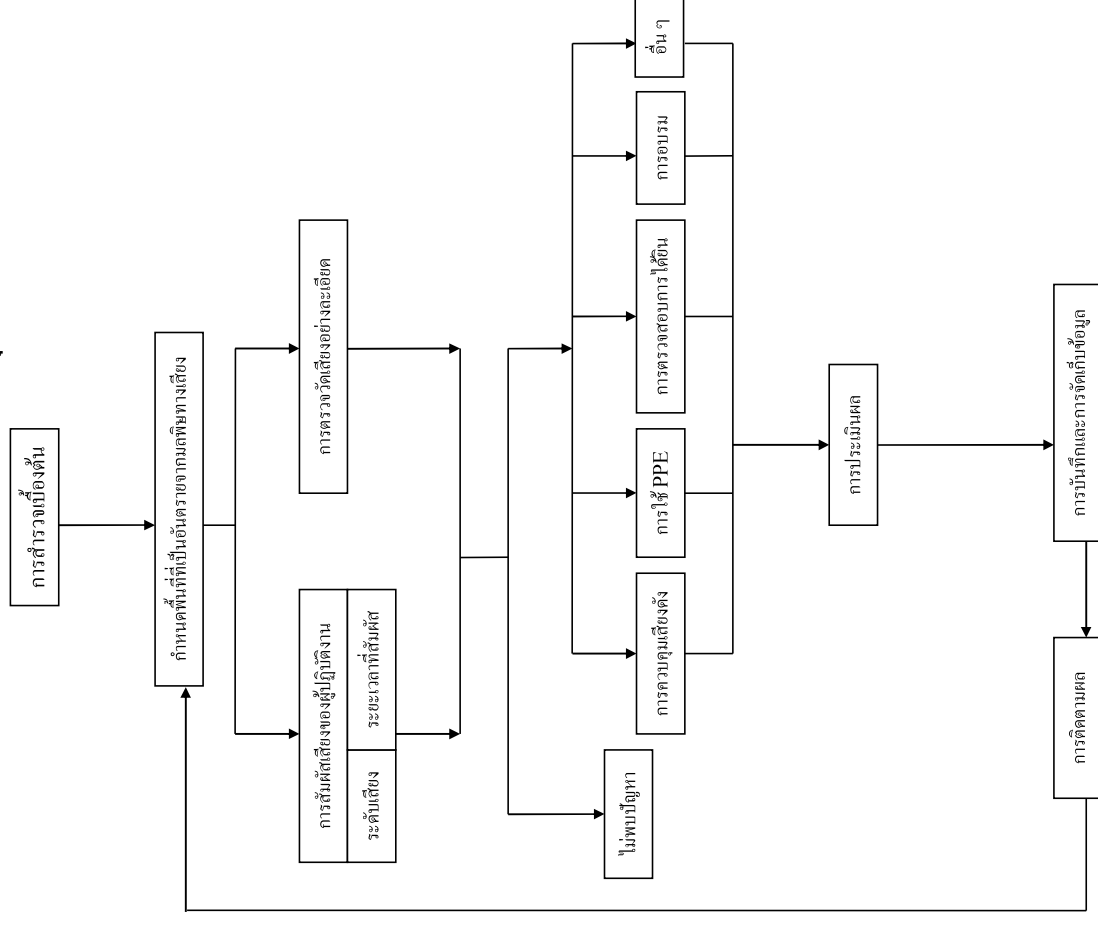 การสำรวจเบื้องต้น
กำหนดพื้นที่ที่เป็นอันตรายจากมลพิษทางเสียง
การสัมผัสเสียงของผู้ปฏิบัติงาน
ระดับเสียง
ระยะเวลาที่สัมผัส
การตรวจวัดเสียงอย่างละเอียด
ไม่พบปัญหา
การควบคุมเสียงดัง
การใช้ PPE
การตรวจสอบการได้ยิน
การอบรม
อื่น ๆ
การประเมินผล
การบันทึกและการจัดเก็บข้อมูล
การติดตามผล